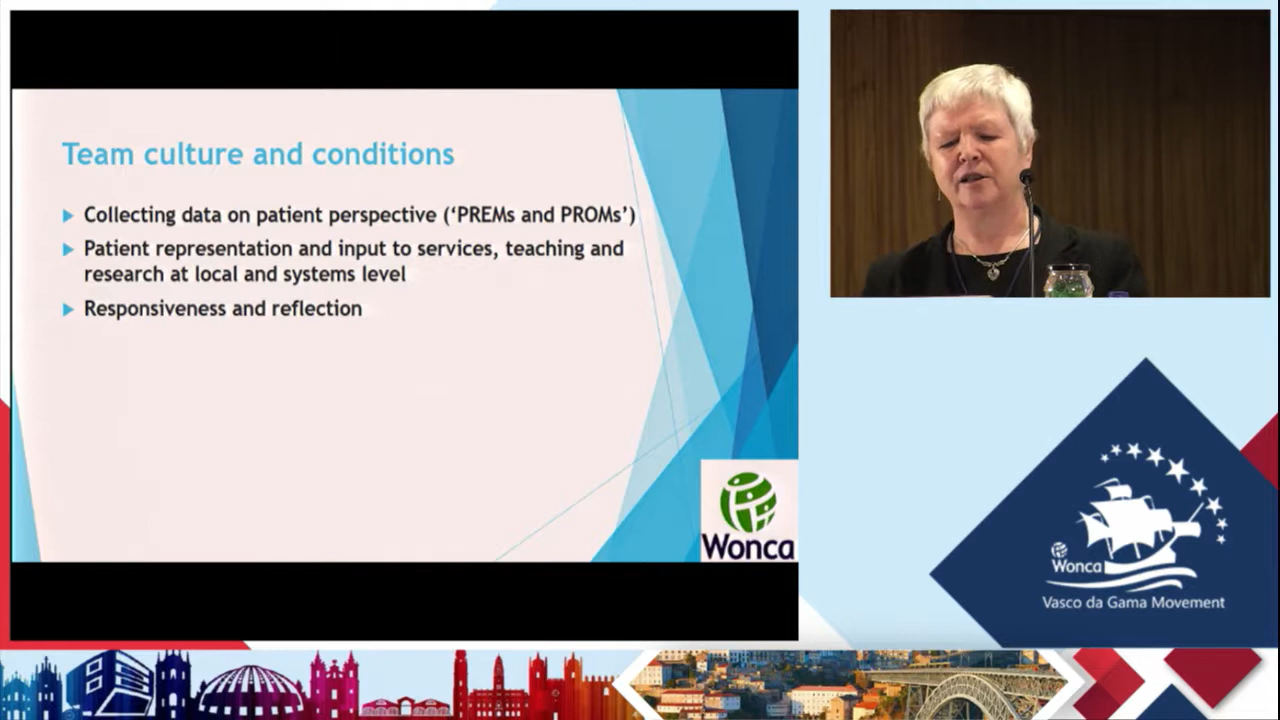 Team culture and conditions
Collecting data on patient perspective (‘PREMs and PROMs’)
Patient representation and input to services, teaching and
research at local and systems level
Responsiveness and reflection
Wonca
Wonca
Vasco da Gama Movement